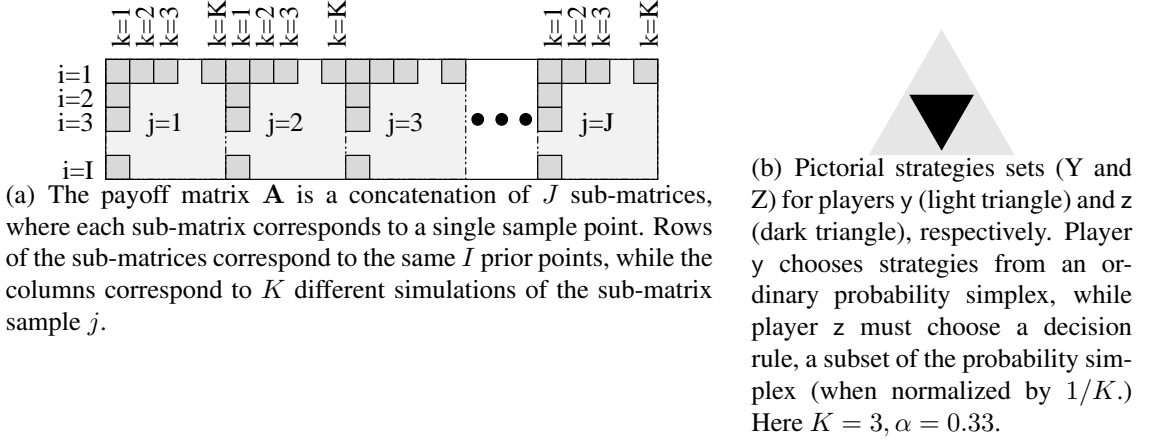 k=1 k=2 k=3 k=K k=1 k=2 k=3 k=K k=1 k=2 k=3 k=K
i=1
i=2
i=3 j=1 j=2 j=3 j=J
i=I
(a) The payoff matrix A is a concatenation of J sub-matrices,
where each sub-matrix corresponds to a single sample point. Rows
of the sub-matrices correspond to the same I prior points, while the
columns correspond to K different simulations of the sub-matrix
sample j.
(b) Pictorial strategies sets (Y and
Z) for players y (light triangle) and z
(dark triangle), respectively. Player
y chooses strategies from an or-
dinary probability simplex, while
player z must choose a decision
rule, a subset of the probability sim-
plex (when normalized by 1/K.)
Here K = 3, α = 0.33.